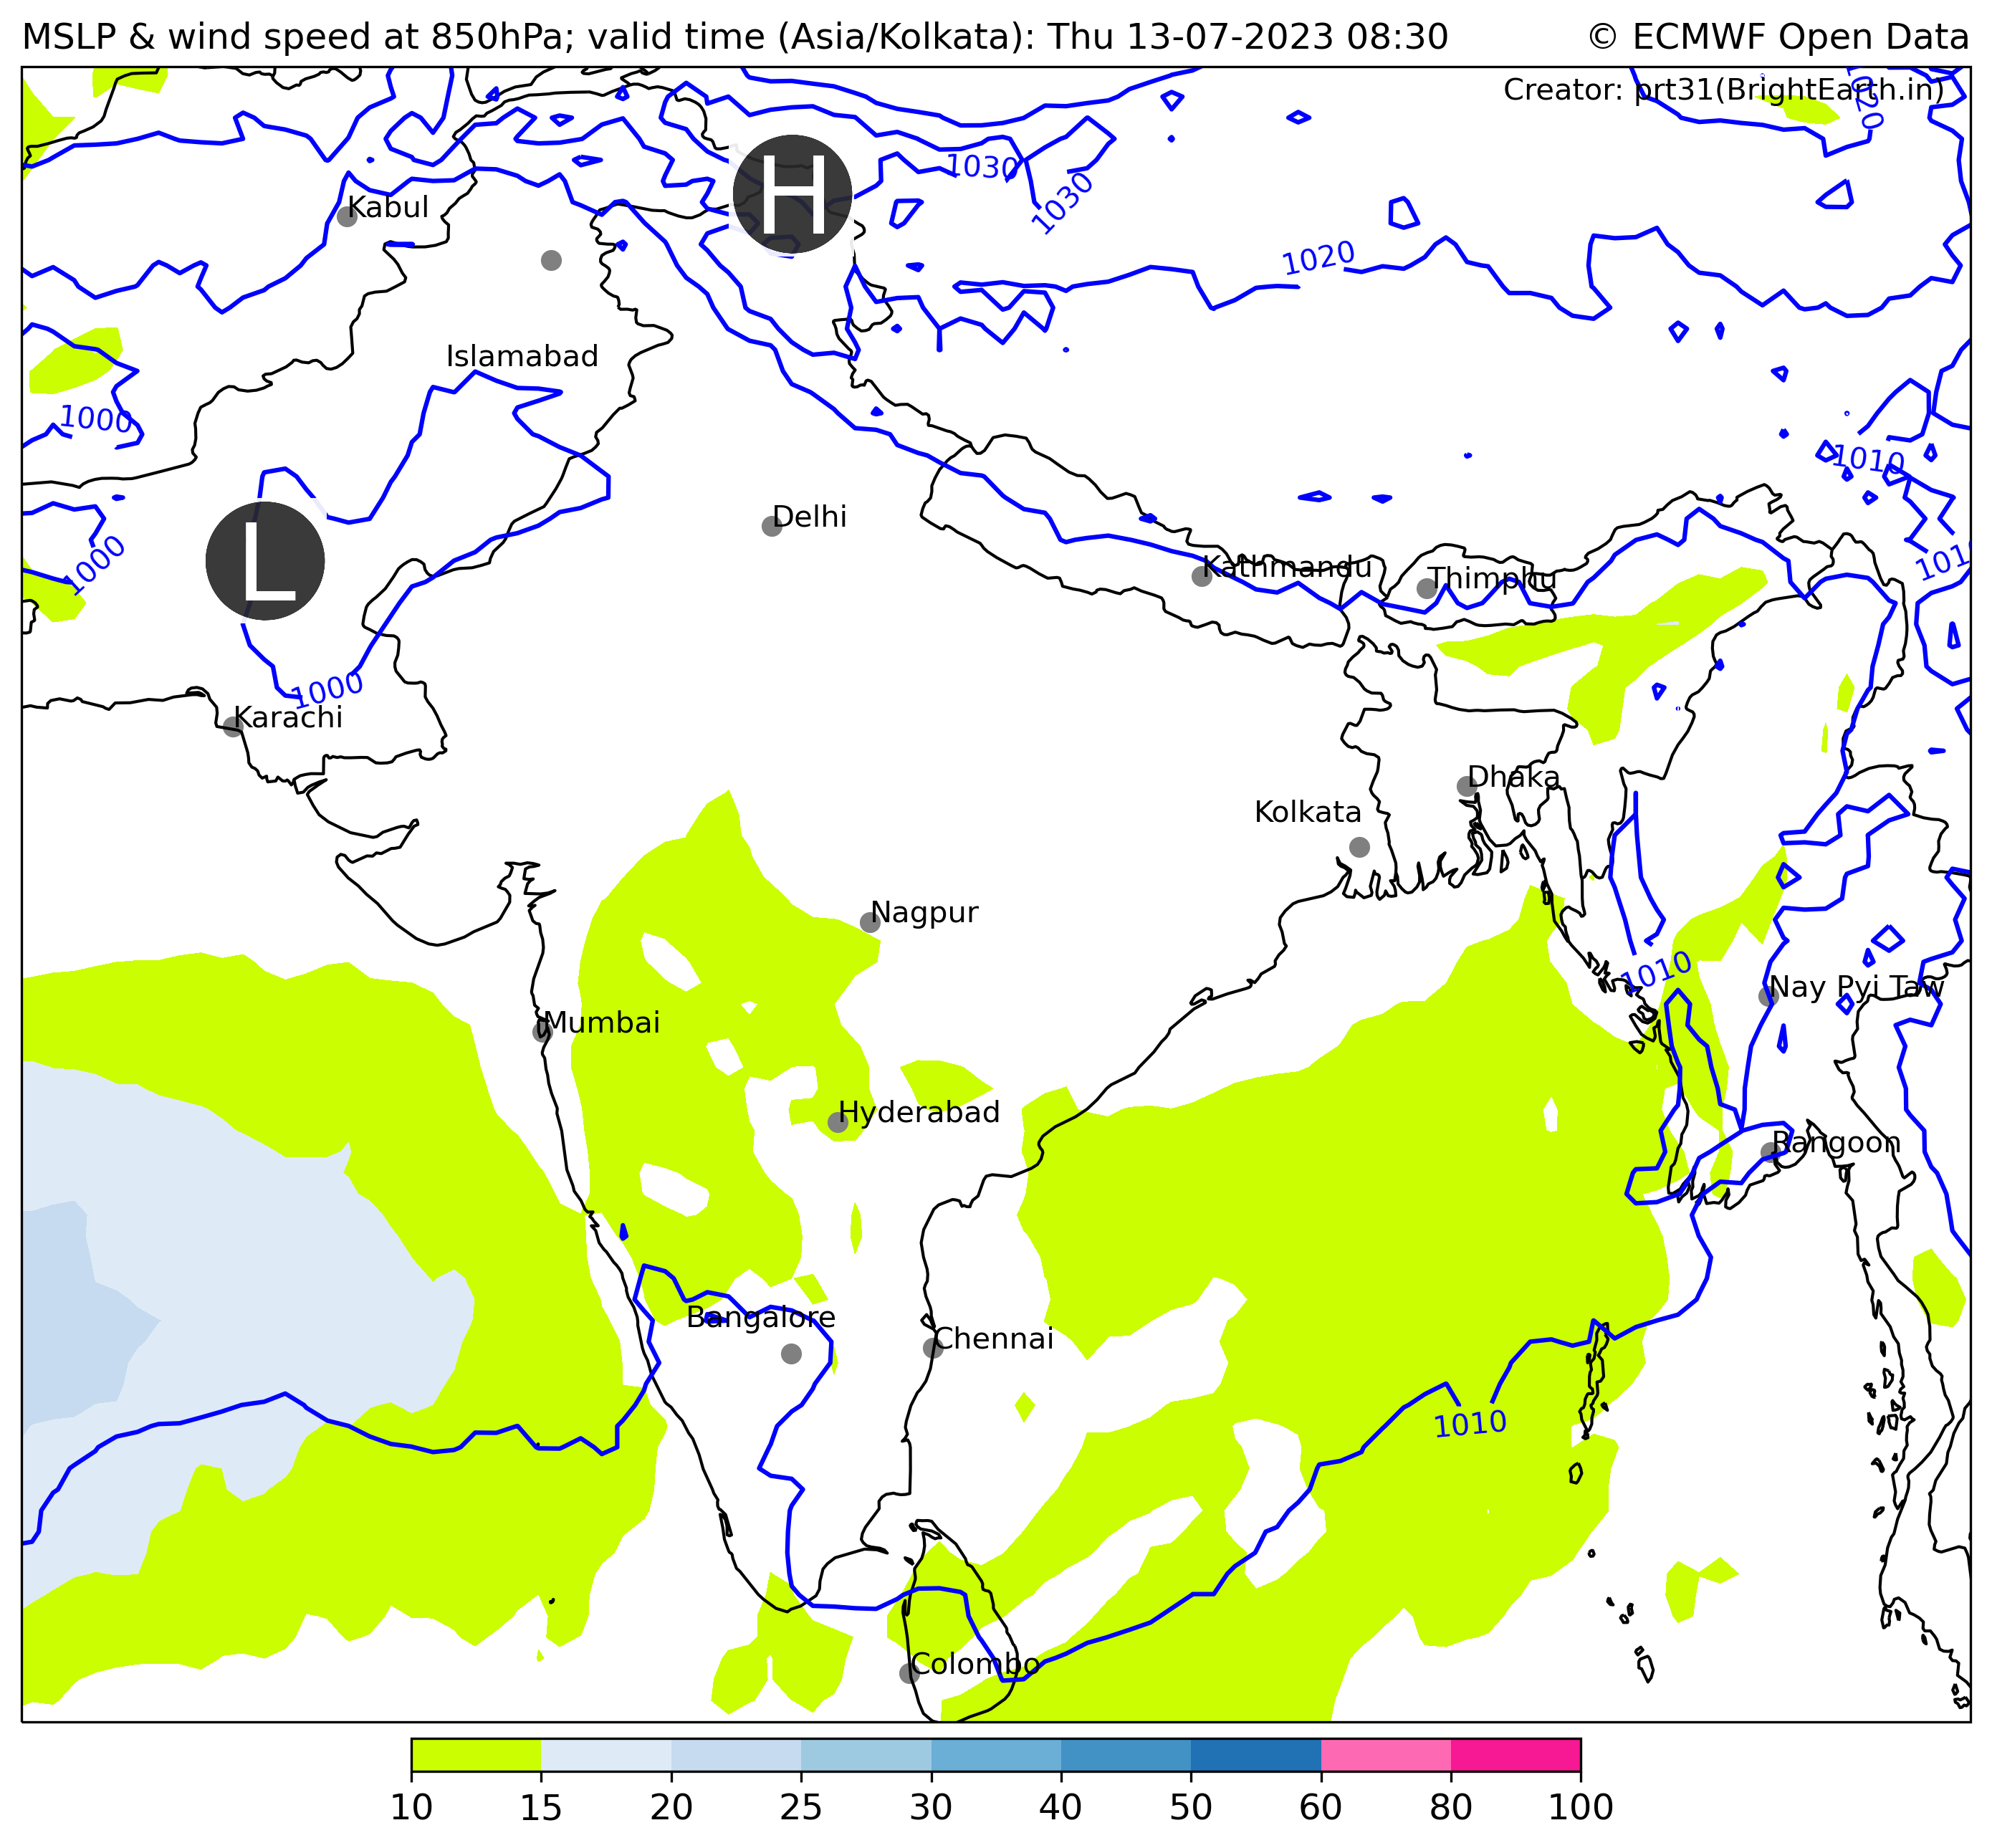 MSLP & wind speed at 850hPa; valid time (Asia/Kolkata): Thu 13-07-2023 08:30
© ECMWF Open Data
Creator: prt31(BrightEarth.in)
1020
H
1030
1030
Kabul
1020
Islamabad
1000
1010
L
Delhi
1000
1010
Kathmandu
Thimphu
1000
Karachi
Dhaka
Kolkata
Nagpur
1010
Nay Pyi Taw
Mumbai
Hyderabad
Rangoon
Bangalore
Chennai
1010
Colombo
10 15 20 25 30 40 50 60 80 100